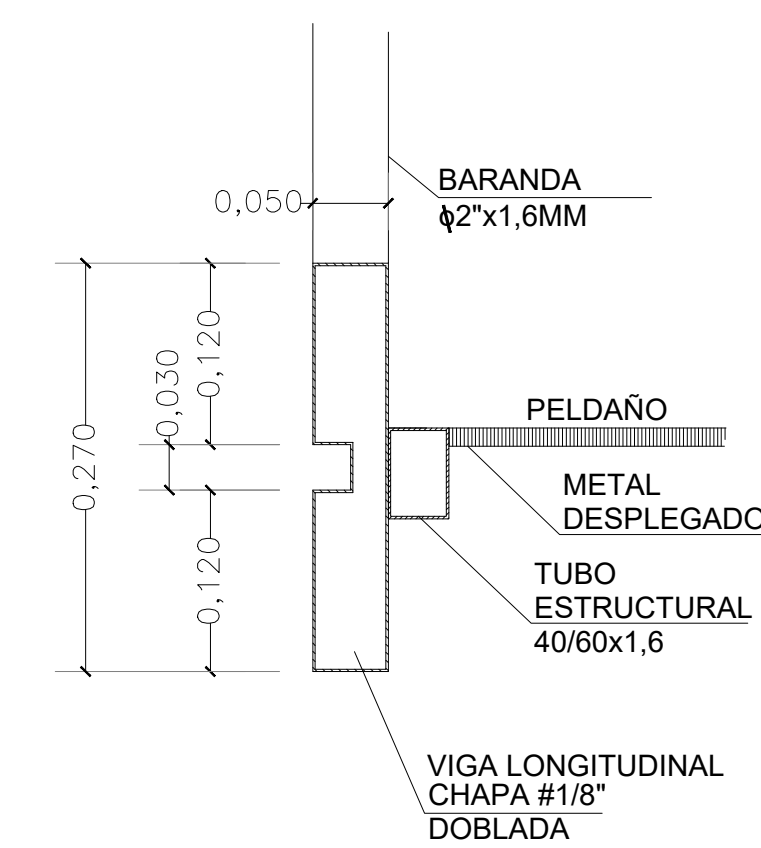 0,050
BARANDA
ϕ2"x1,6MM
0,120
0,030
0,270
0,120
PELDAÑO
METAL
DESPLEGADO
TUBO
ESTRUCTURAL
40/60x1,6
VIGA LONGITUDINAL
CHAPA #1/8"
DOBLADA